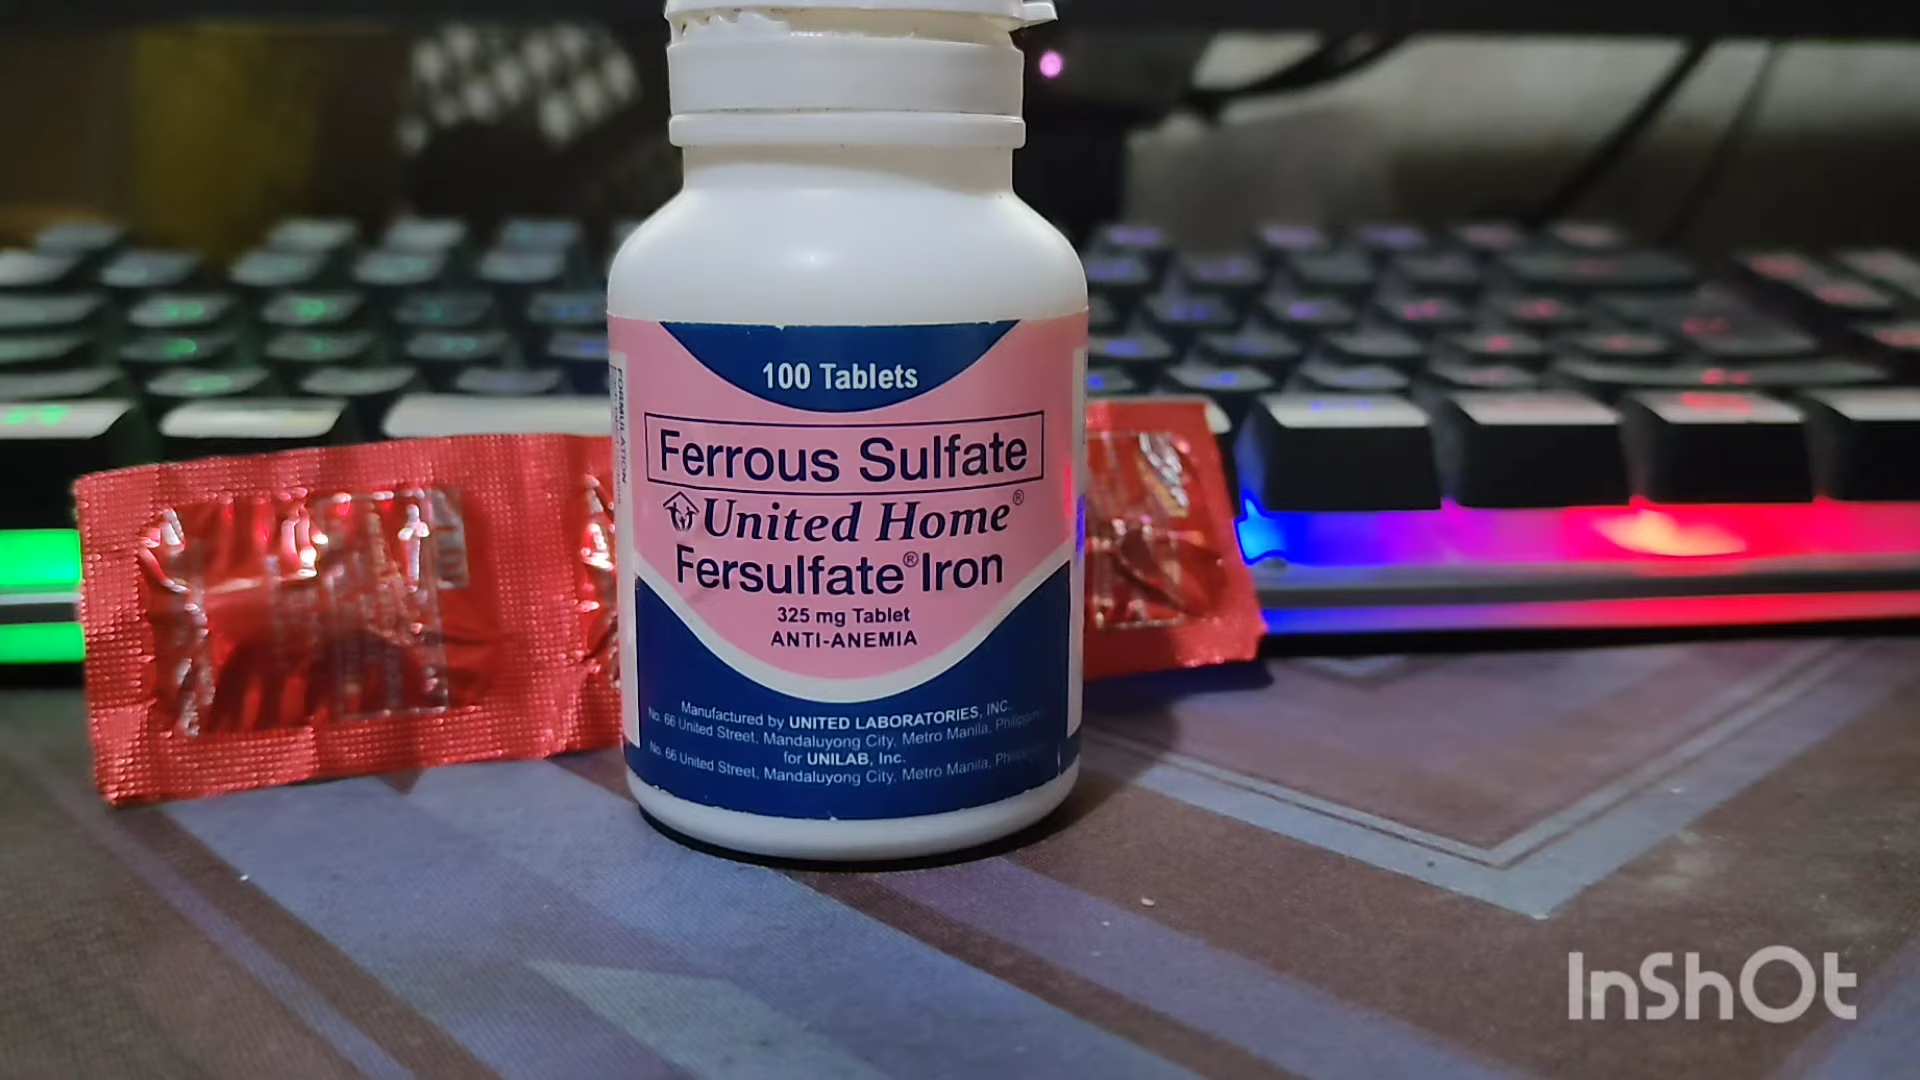 100 Tablets
Ferrous Sulfate
United Home®
Fersulfate® Iron
325 mg Tablet
ANTI-ANEMIA
Manufactured by UNITED LABORATORIES, INC.
No. 66 United Street, Mandaluyong City, Metro Manila, Philippines
for UNILAB, Inc.
No. 66 United Street, Mandaluyong City, Metro Manila,
FORMULATION
InShOt